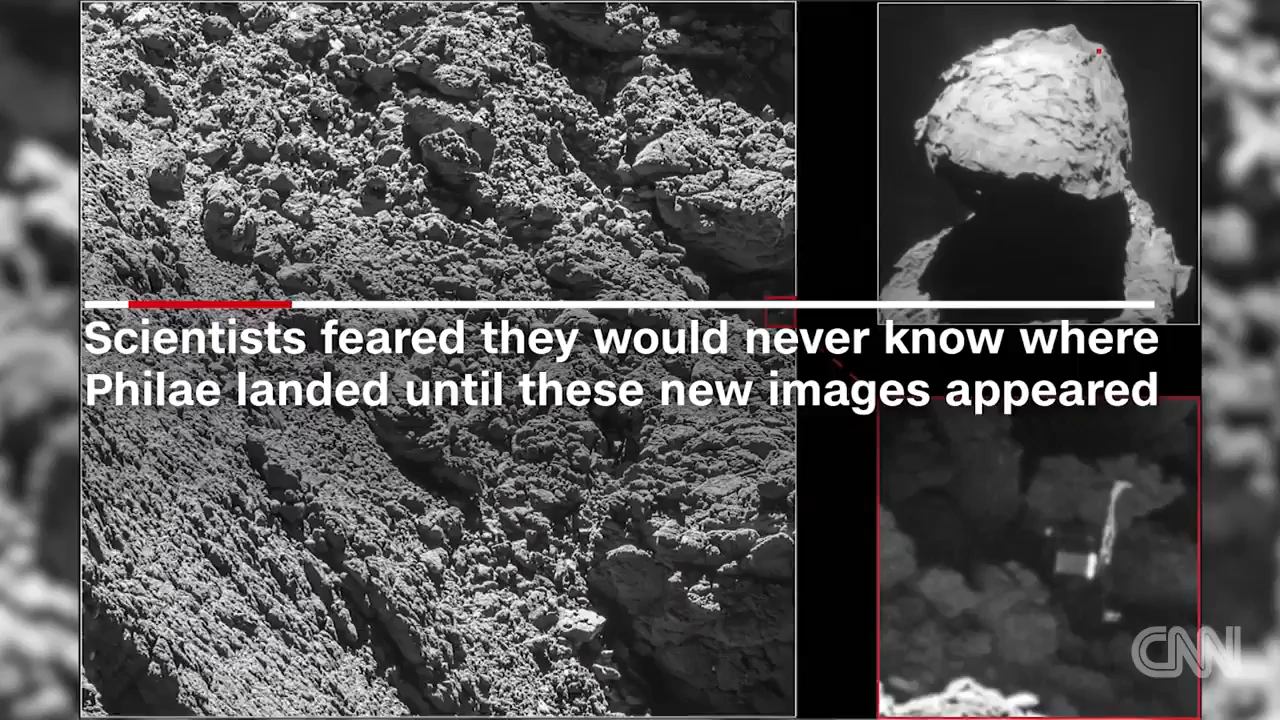 Scientists feared they would never know where
Philae landed until these new images appeared
CNN